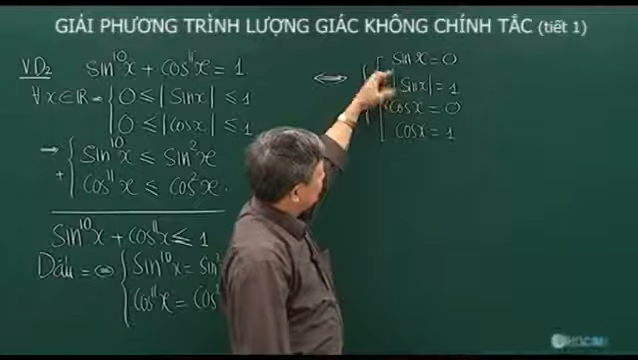 GIẢI PHƯƠNG TRÌNH LƯỢNG GIÁC KHÔNG CHÍNH TẮC (tiết 1)
VD2 sin¹⁰x + cos¹¹x = 1
∀x∈R = { 0 ≤ |sinx| ≤ 1
0 ≤ |cosx| ≤ 1
→ { sin¹⁰x ≤ sin²x
+ cos¹¹x ≤ cos²x.
sin¹⁰x + cos¹¹x ≤ 1
Dấu = ⇔ { sin¹⁰x = sin²
cos¹¹x = cos²
⇔ { [ sinx = 0
|sinx| = 1
[ cosx = 0
cosx = 1